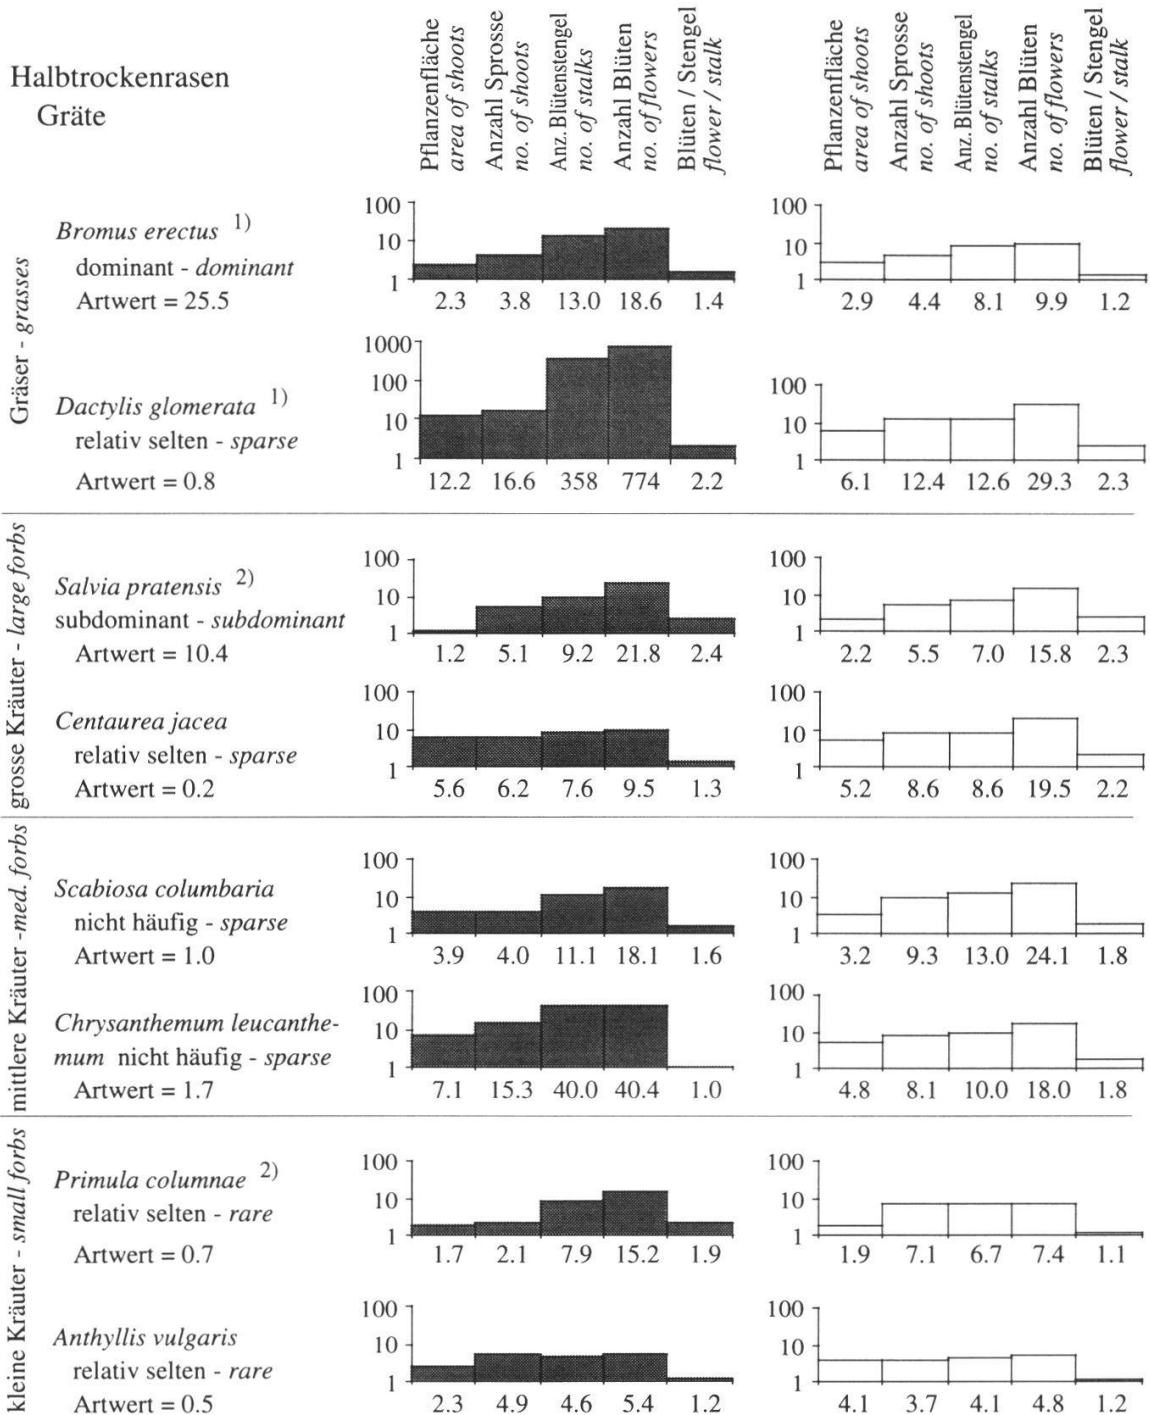 Halbtrockenrasen
Gräte
Pflanzenfläche
area of shoots
Anzahl Sprosse
no. of shoots
Anz. Blütenstengel
no. of stalks
Anzahl Blüten
no. of flowers
Blüten / Stengel
flower / stalk
Pflanzenfläche
area of shoots
Anzahl Sprosse
no. of shoots
Anz. Blütenstengel
no. of stalks
Anzahl Blüten
no. of flowers
Blüten / Stengel
flower / stalk
Gräser - grasses
Bromus erectus 1)
dominant - dominant
Artwert = 25.5
100
10
1
2.3 3.8 13.0 18.6 1.4
100
10
1
2.9 4.4 8.1 9.9 1.2
Dactylis glomerata 1)
relativ selten - sparse
Artwert = 0.8
1000
100
10
1
12.2 16.6 358 774 2.2
100
10
1
6.1 12.4 12.6 29.3 2.3
grosse Kräuter - large forbs
Salvia pratensis 2)
subdominant - subdominant
Artwert = 10.4
100
10
1
1.2 5.1 9.2 21.8 2.4
100
10
1
2.2 5.5 7.0 15.8 2.3
Centaurea jacea
relativ selten - sparse
Artwert = 0.2
100
10
1
5.6 6.2 7.6 9.5 1.3
100
10
1
5.2 8.6 8.6 19.5 2.2
mittlere Kräuter -med. forbs
Scabiosa columbaria
nicht häufig - sparse
Artwert = 1.0
100
10
1
3.9 4.0 11.1 18.1 1.6
100
10
1
3.2 9.3 13.0 24.1 1.8
Chrysanthemum leucanthe-
mum nicht häufig - sparse
Artwert = 1.7
100
10
1
7.1 15.3 40.0 40.4 1.0
100
10
1
4.8 8.1 10.0 18.0 1.8
kleine Kräuter - small forbs
Primula columnae 2)
relativ selten - rare
Artwert = 0.7
100
10
1
1.7 2.1 7.9 15.2 1.9
100
10
1
1.9 7.1 6.7 7.4 1.1
Anthyllis vulgaris
relativ selten - rare
Artwert = 0.5
100
10
1
2.3 4.9 4.6 5.4 1.2
100
10
1
4.1 3.7 4.1 4.8 1.2